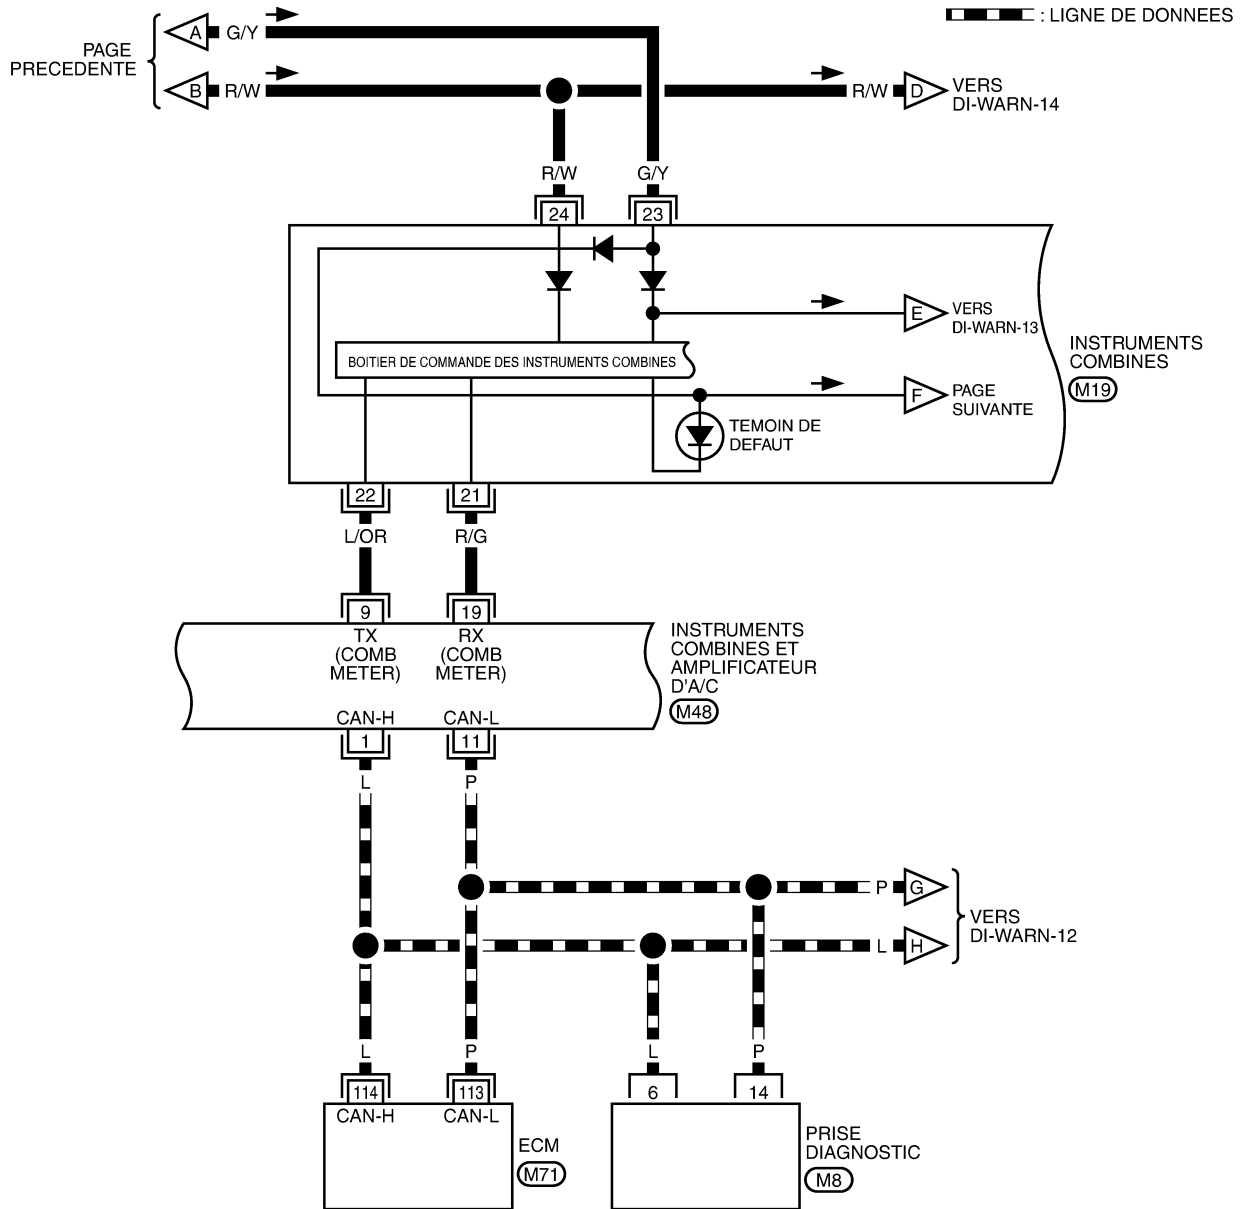 : LIGNE DE DONNEES
PAGE
PRECEDENTE
A
G/Y
B
R/W
R/W
D
VERS
DI-WARN-14
R/W
G/Y
24
23
E
VERS
DI-WARN-13
BOITIER DE COMMANDE DES INSTRUMENTS COMBINES
INSTRUMENTS
COMBINES
M19
F
PAGE
SUIVANTE
TEMOIN DE
DEFAUT
22
21
L/OR
R/G
9
19
TX
(COMB
METER)
RX
(COMB
METER)
INSTRUMENTS
COMBINES ET
AMPLIFICATEUR
D'A/C
M48
CAN-H
CAN-L
1
11
L
P
P
G
L
H
VERS
DI-WARN-12
L
P
L
P
114
113
6
14
CAN-H
CAN-L
ECM
M71
PRISE
DIAGNOSTIC
M8